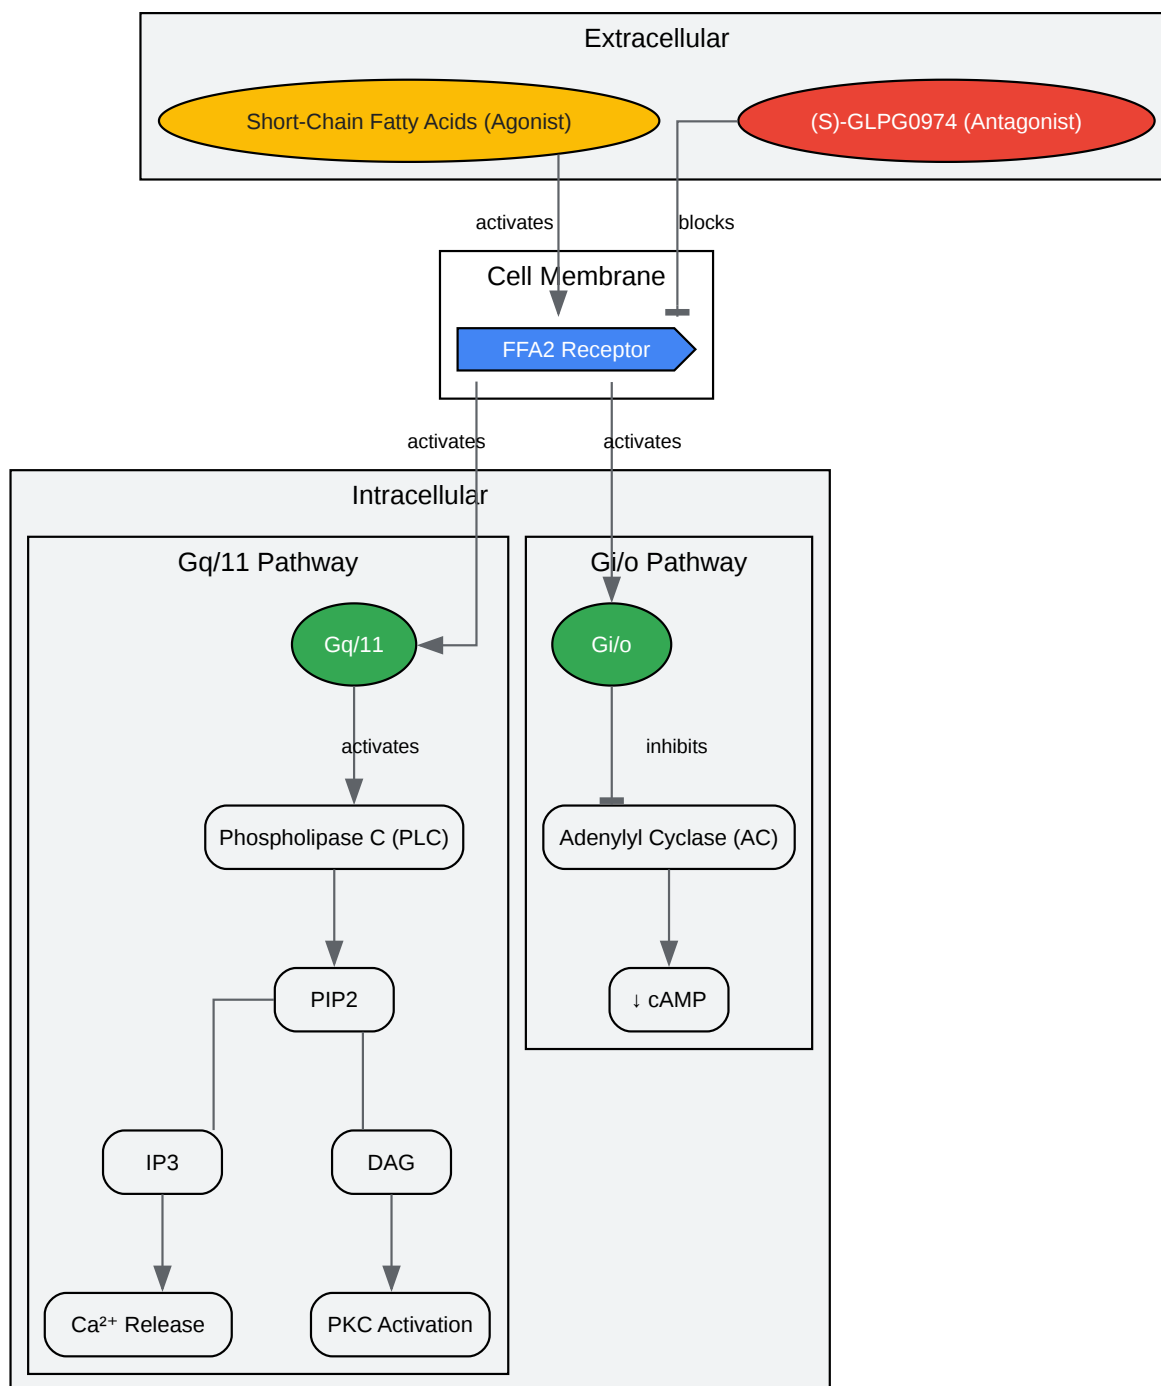 Extracellular
Short-Chain Fatty Acids (Agonist)
(S)-GLPG0974 (Antagonist)
activates
blocks
Cell Membrane
FFA2 Receptor
activates
activates
Intracellular
Gq/11 Pathway
Gi/o Pathway
Gq/11
Gi/o
activates
inhibits
Phospholipase C (PLC)
Adenylyl Cyclase (AC)
PIP2
↓ cAMP
IP3
DAG
Ca²⁺ Release
PKC Activation